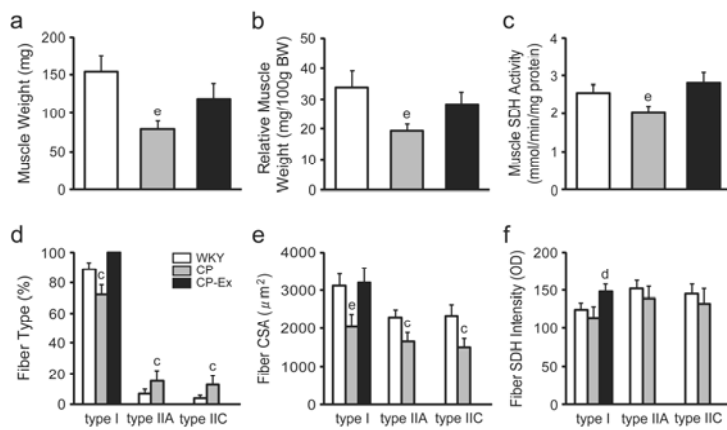 a
Muscle Weight (mg)
200
150
100
50
0
e
b
Relative Muscle
Weight (mg/100g BW)
50
40
30
20
10
0
e
c
Muscle SDH Activity
(mmol/min/mg protein)
4
3
2
1
0
e
d
Fiber Type (%)
100
80
60
40
20
0
WKY
CP
CP-Ex
c
c
c
type I type IIA type IIC
e
Fiber CSA (μm²)
4000
3000
2000
1000
0
e
c
c
type I type IIA type IIC
f
Fiber SDH Intensity (OD)
200
150
100
50
0
d
type I type IIA type IIC